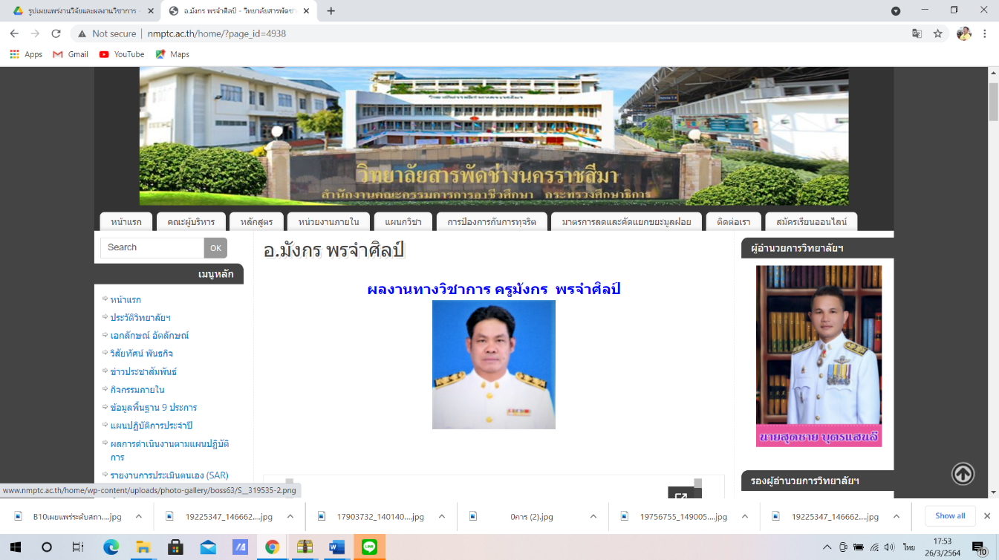 รูปเผยแพร่งานวิจัยและผลงานวิชาการ -
อ.มังกร พรจำศิลป์ - วิทยาลัยสารพัดช่า
Not secure
nmptc.ac.th/home/?page_id=4938
Apps
Gmail
YouTube
Maps
วิทยาลัยสารพัดช่างนครราชสีมา
วิทยาลัยสารพัดช่างนครราชสีมา
สำนักงานคณะกรรมการการอาชีวศึกษา กระทรวงศึกษาธิการ
หน้าแรก
คณะผู้บริหาร
หลักสูตร
หน่วยงานภายใน
แผนกวิชา
การป้องการกันการทุจริต
มาตรการลดและคัดแยกขยะมูลฝอย
ติดต่อเรา
สมัครเรียนออนไลน์
Search
OK
เมนูหลัก
หน้าแรก
ประวัติวิทยาลัยฯ
เอกลักษณ์ อัตลักษณ์
วิสัยทัศน์ พันธกิจ
ข่าวประชาสัมพันธ์
กิจกรรมภายใน
ข้อมูลพื้นฐาน 9 ประการ
แผนปฏิบัติการประจำปี
ผลการดำเนินงานตามแผนปฏิบัติ
การ
รายงานการประเมินตนเอง (SAR)
อ.มังกร พรจำศิลป์
ผลงานทางวิชาการ ครูมังกร พรจำศิลป์
ผู้อำนวยการวิทยาลัยฯ
นายสุดชาย บุตรแสนลี
รองผู้อำนวยการวิทยาลัยฯ
www.nmptc.ac.th/home/wp-content/uploads/photo-gallery/boss63/S__319535-2.png
B10เผยแพร่ระดับสถา....jpg
19225347_146662....jpg
17903732_140140....jpg
0การ (2).jpg
19756755_149005....jpg
19225347_146662....jpg
Show all
ไทย
17:53
26/3/2564
10